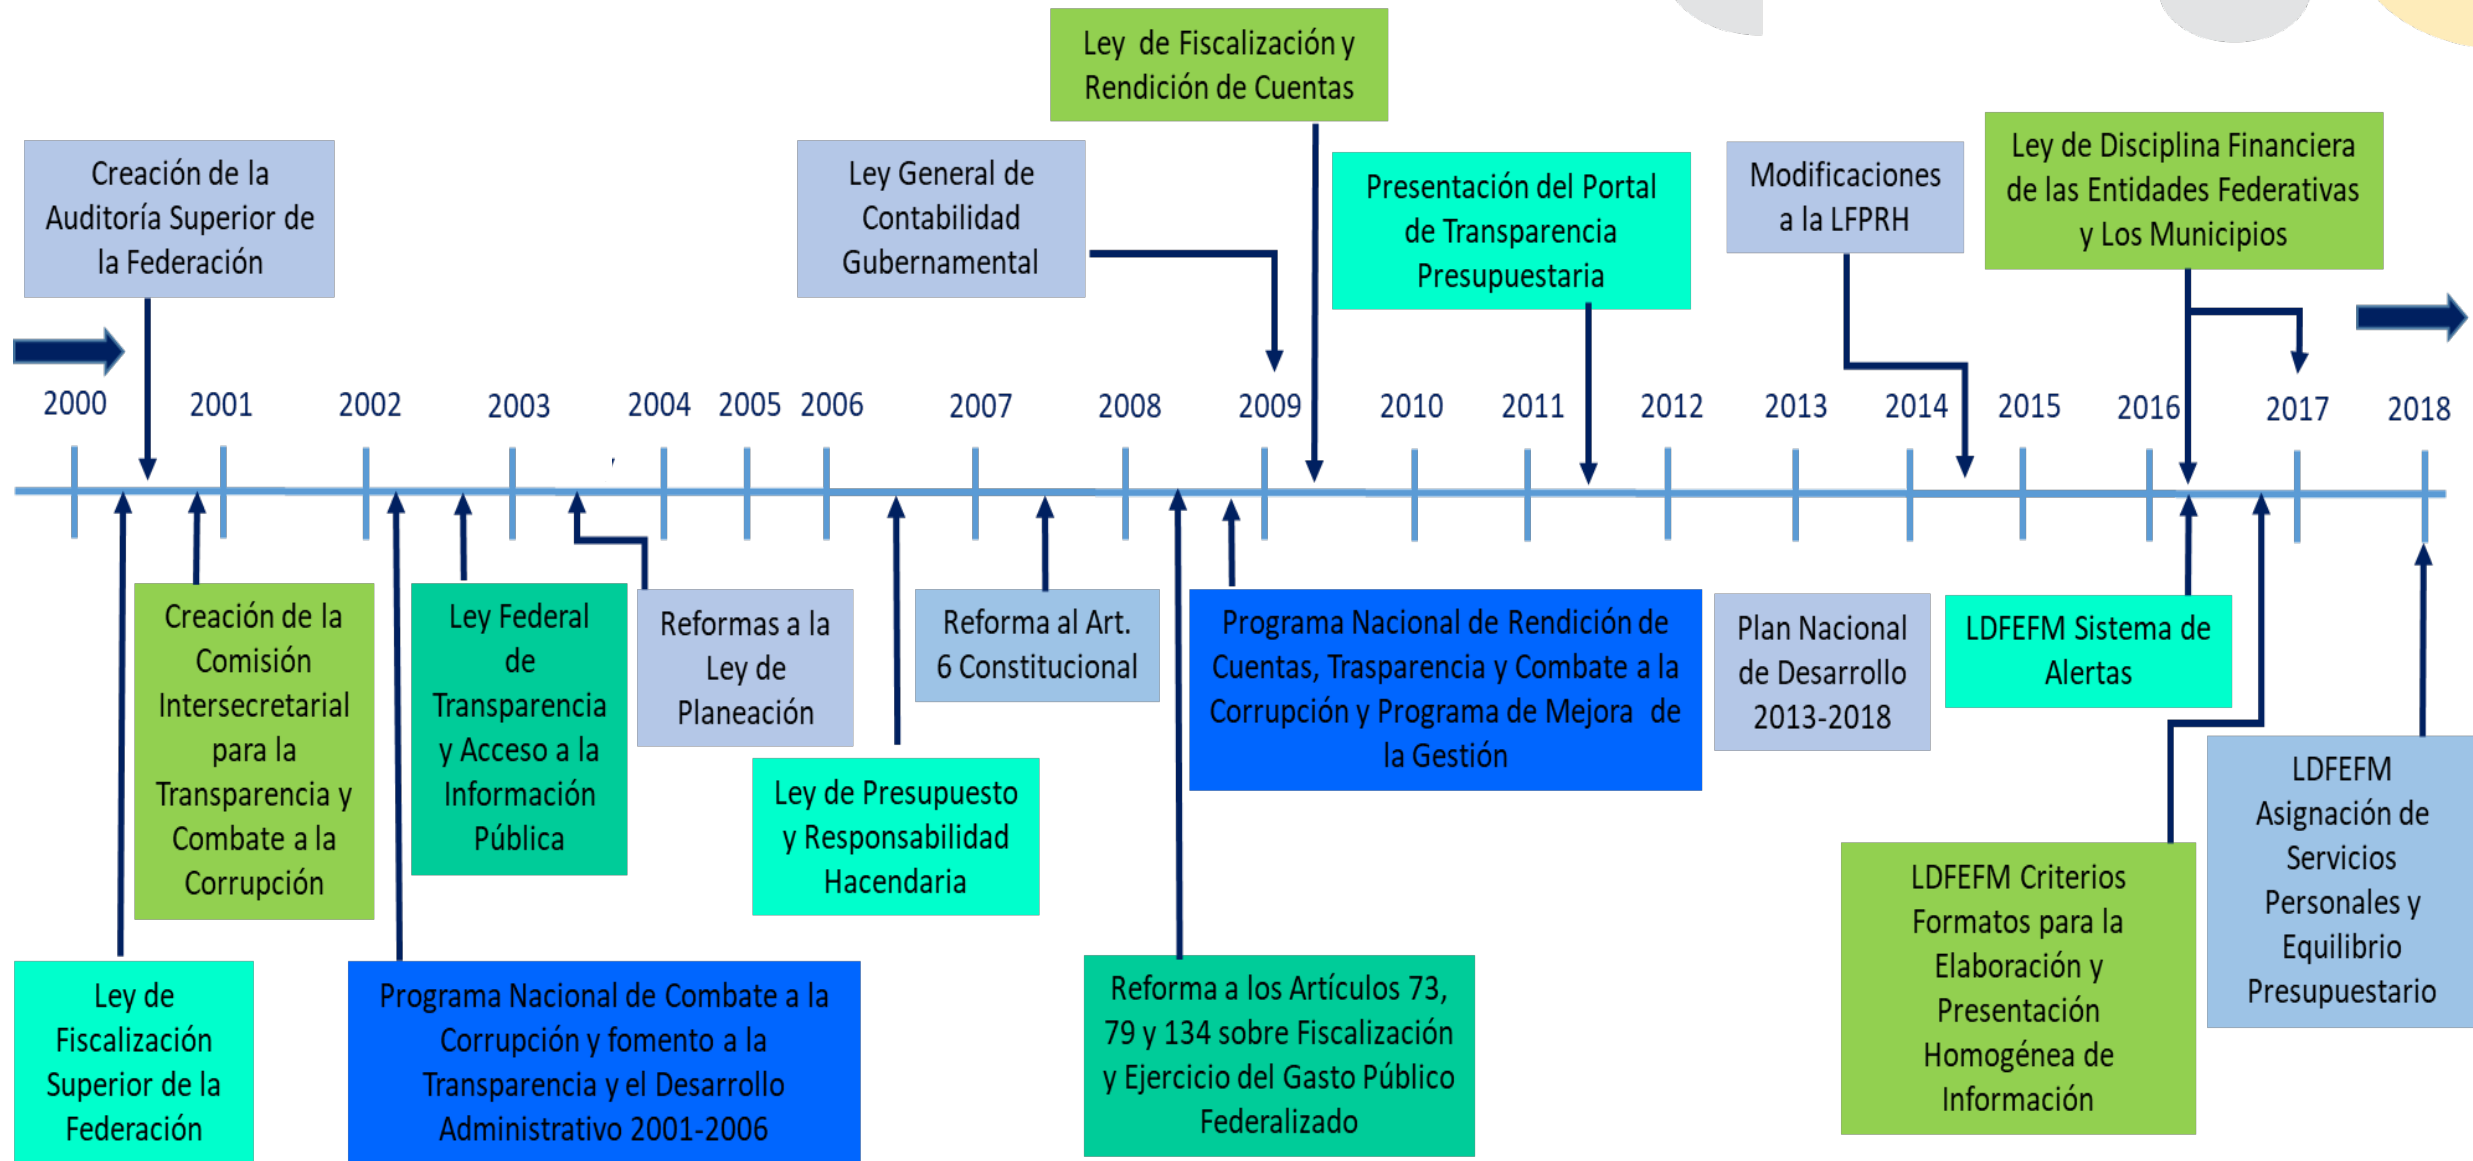 Ley de Fiscalización y
Rendición de Cuentas
Creación de la
Auditoría Superior de
la Federación
Ley General de
Contabilidad
Gubernamental
Presentación del Portal
de Transparencia
Presupuestaria
Modificaciones
a la LFPRH
Ley de Disciplina Financiera
de las Entidades Federativas
y Los Municipios
2000 2001 2002 2003 2004 2005 2006 2007 2008 2009 2010 2011 2012 2013 2014 2015 2016 2017 2018
Creación de la
Comisión
Intersecretarial
para la
Transparencia y
Combate a la
Corrupción
Ley Federal
de
Transparencia
y Acceso a la
Información
Pública
Reformas a la
Ley de
Planeación
Reforma al Art.
6 Constitucional
Programa Nacional de Rendición de
Cuentas, Trasparencia y Combate a la
Corrupción y Programa de Mejora de
la Gestión
Plan Nacional
de Desarrollo
2013-2018
LDFEFM Sistema de
Alertas
Ley de Presupuesto
y Responsabilidad
Hacendaria
LDFEFM
Asignación de
Servicios
Personales y
Equilibrio
Presupuestario
LDFEFM Criterios
Formatos para la
Elaboración y
Presentación
Homogénea de
Información
Ley de
Fiscalización
Superior de la
Federación
Programa Nacional de Combate a la
Corrupción y fomento a la
Transparencia y el Desarrollo
Administrativo 2001-2006
Reforma a los Artículos 73,
79 y 134 sobre Fiscalización
y Ejercicio del Gasto Público
Federalizado